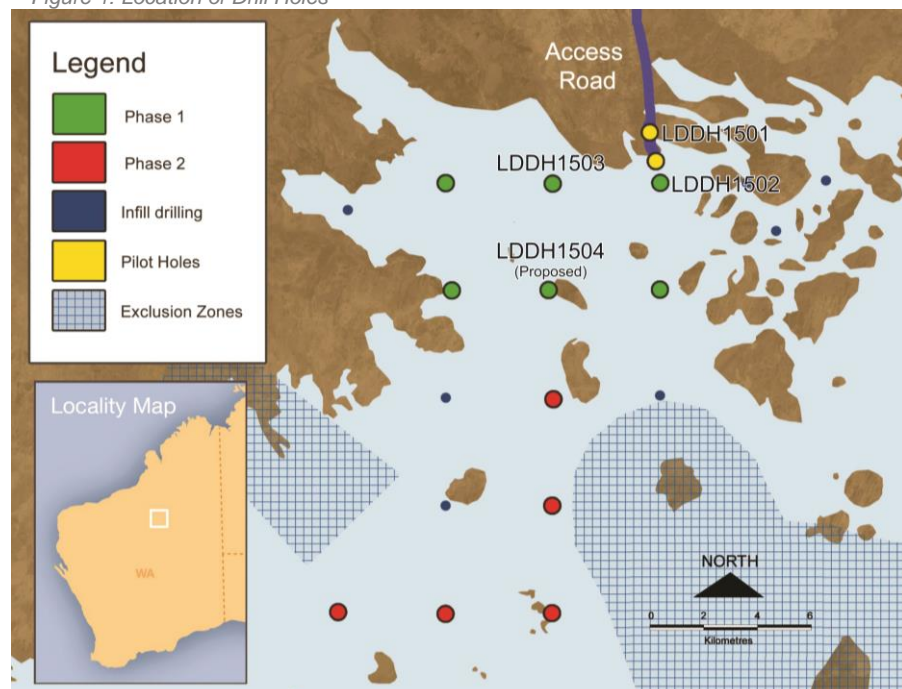 Figure 1: Location of Drill Holes
Legend
Phase 1
Phase 2
Infill drilling
Pilot Holes
Exclusion Zones
Access
Road
LDDH1501
LDDH1503
LDDH1502
LDDH1504
(Proposed)
Locality Map
WA
NORTH
0 2 4 6
Kilometres